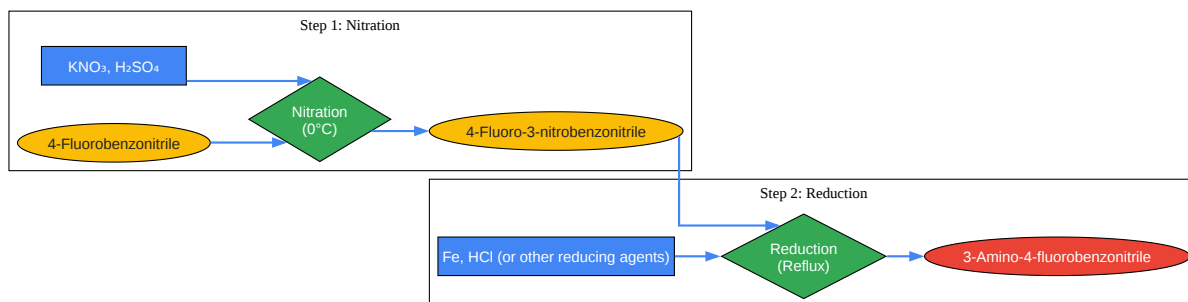 Step 1: Nitration
KNO₃, H₂SO₄
Nitration
(0°C)
4-Fluorobenzonitrile
4-Fluoro-3-nitrobenzonitrile
Step 2: Reduction
Fe, HCl (or other reducing agents)
Reduction
(Reflux)
3-Amino-4-fluorobenzonitrile